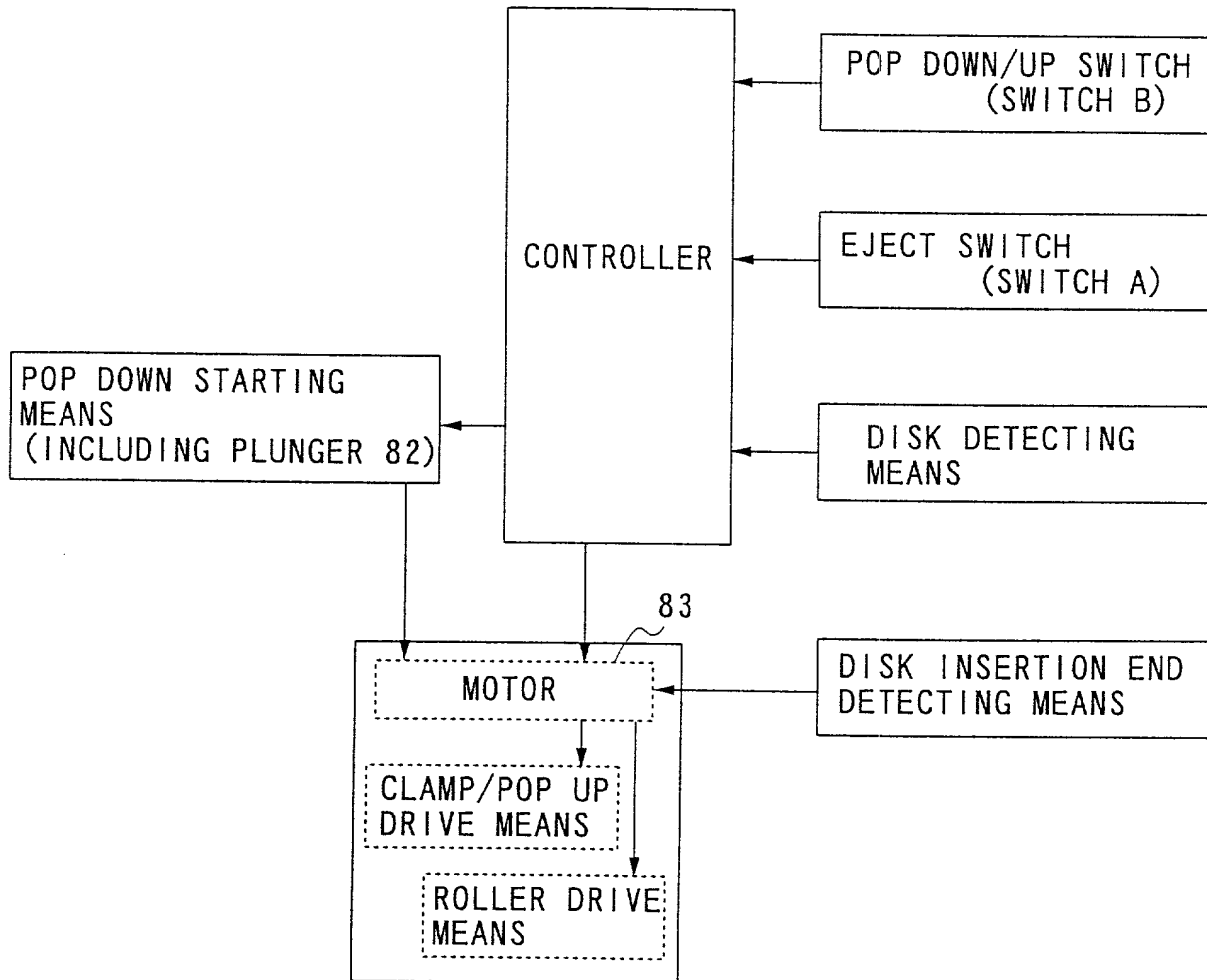 POP DOWN/UP SWITCH
(SWITCH B)
CONTROLLER
EJECT SWITCH
(SWITCH A)
POP DOWN STARTING
MEANS
(INCLUDING PLUNGER 82)
DISK DETECTING
MEANS
83
MOTOR
DISK INSERTION END
DETECTING MEANS
CLAMP/POP UP
DRIVE MEANS
ROLLER DRIVE
MEANS